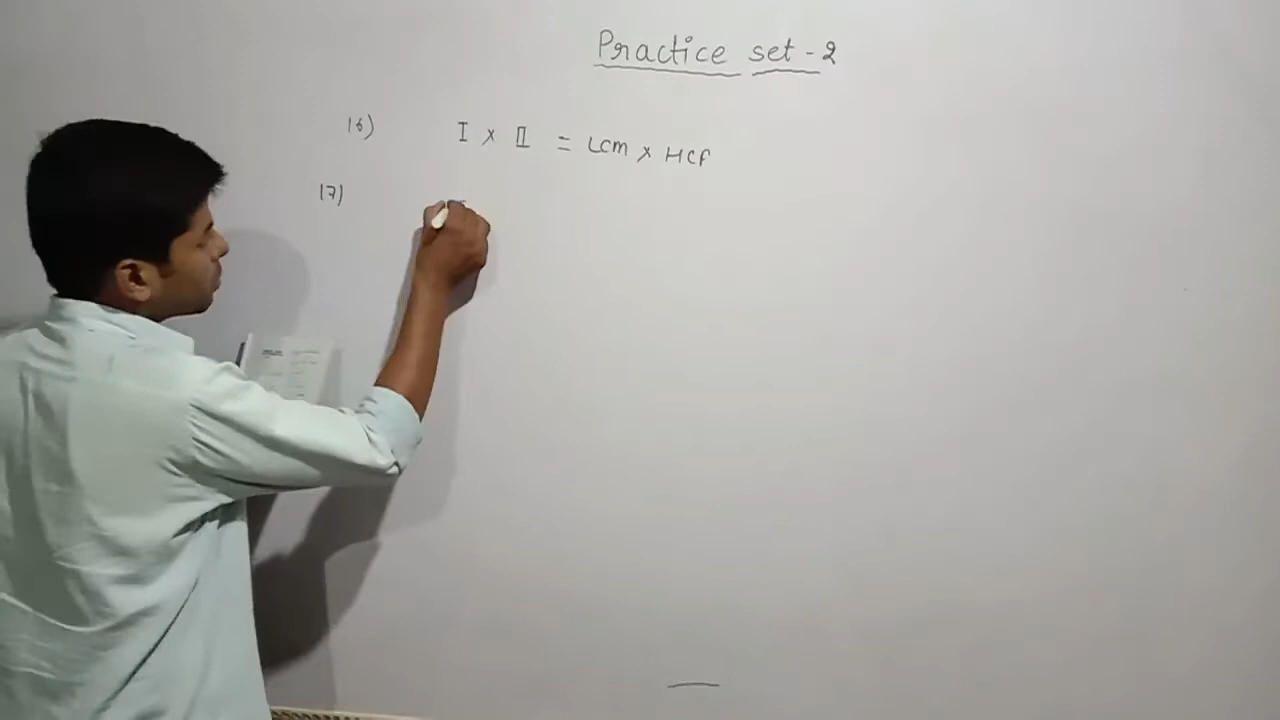 Practice set - 2
16) I x II = LCM x HCF
17)